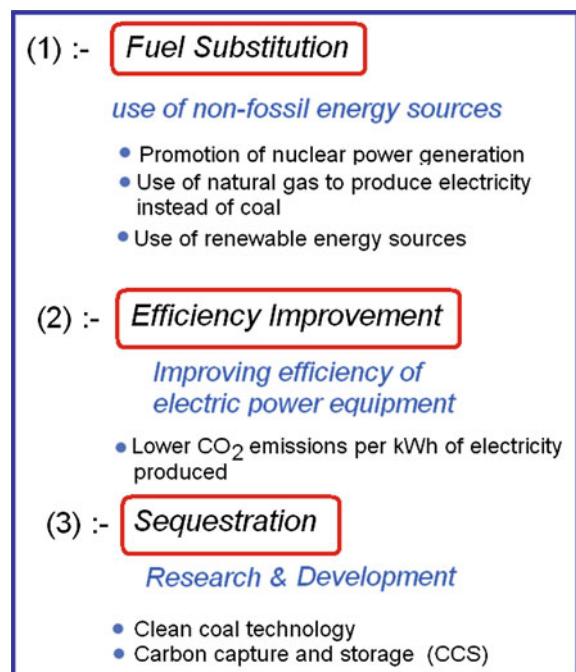 (1) :- Fuel Substitution
use of non-fossil energy sources
• Promotion of nuclear power generation
• Use of natural gas to produce electricity
instead of coal
• Use of renewable energy sources
(2) :- Efficiency Improvement
Improving efficiency of
electric power equipment
• Lower CO2 emissions per kWh of electricity
produced
(3) :- Sequestration
Research & Development
• Clean coal technology
• Carbon capture and storage (CCS)